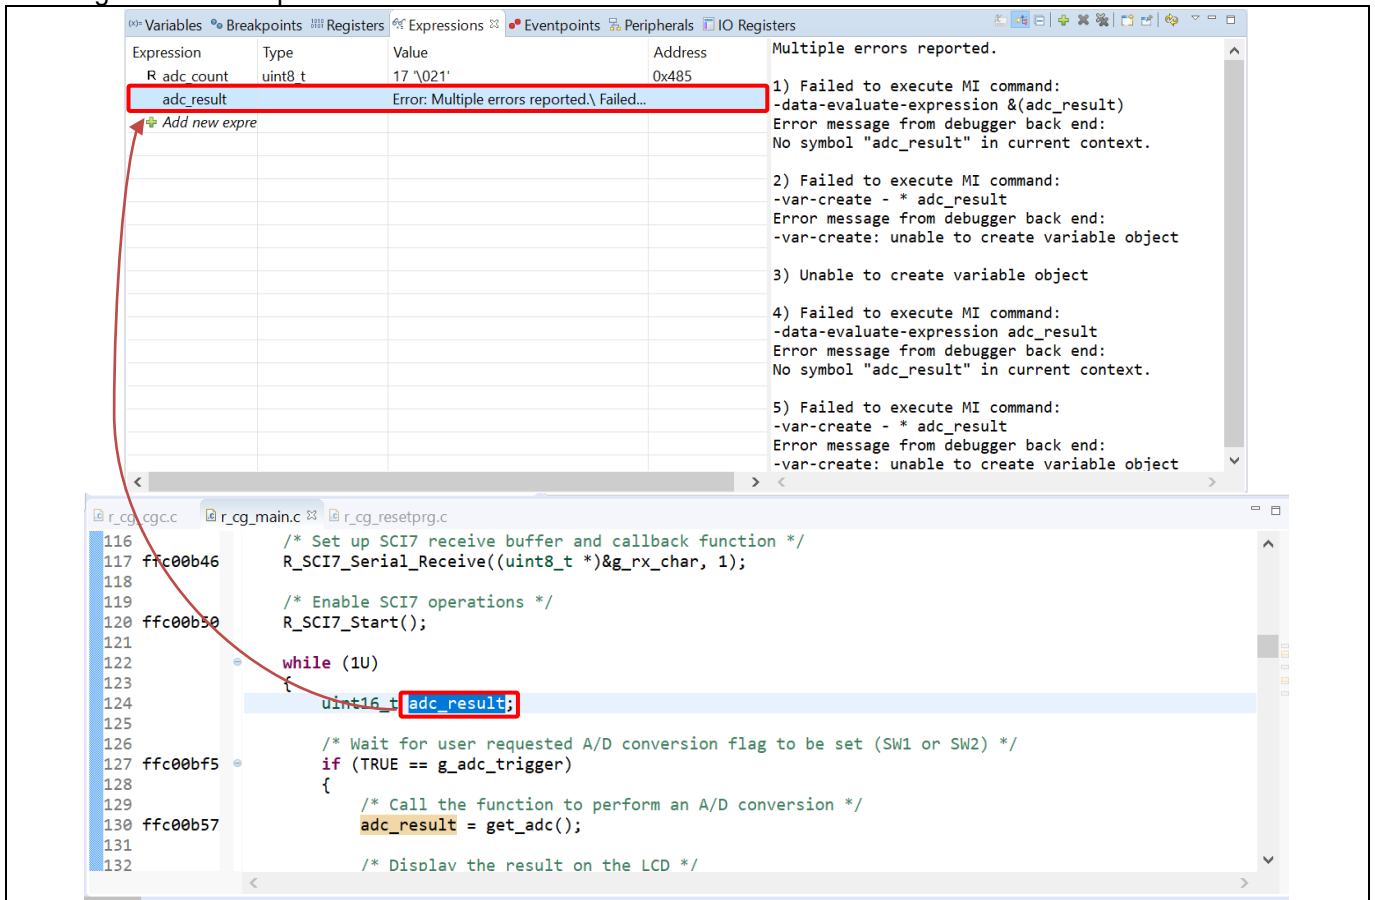 Variables Breakpoints Registers Expressions Eventpoints Peripherals IO Registers
Expression Type Value Address
R adc_count uint8_t 17 '\021' 0x485
adc_result Error: Multiple errors reported.\ Failed...
Add new expre
Multiple errors reported.
1) Failed to execute MI command:
-data-evaluate-expression &(adc_result)
Error message from debugger back end:
No symbol "adc_result" in current context.
2) Failed to execute MI command:
-var-create - * adc_result
Error message from debugger back end:
-var-create: unable to create variable object
3) Unable to create variable object
4) Failed to execute MI command:
-data-evaluate-expression adc_result
Error message from debugger back end:
No symbol "adc_result" in current context.
5) Failed to execute MI command:
-var-create - * adc_result
Error message from debugger back end:
-var-create: unable to create variable object
r_cg_cgc.c r_cg_main.c r_cg_resetprg.c
116 /* Set up SCI7 receive buffer and callback function */
117 ffc00b46 R_SCI7_Serial_Receive((uint8_t *)&g_rx_char, 1);
118
119 /* Enable SCI7 operations */
120 ffc00b50 R_SCI7_Start();
121
122 while (1U)
123 {
124 uint16_t adc_result;
125
126 /* Wait for user requested A/D conversion flag to be set (SW1 or SW2) */
127 ffc00bf5 if (TRUE == g_adc_trigger)
128 {
129 /* Call the function to perform an A/D conversion */
130 ffc00b57 adc_result = get_adc();
131
132 /* Display the result on the LCD */